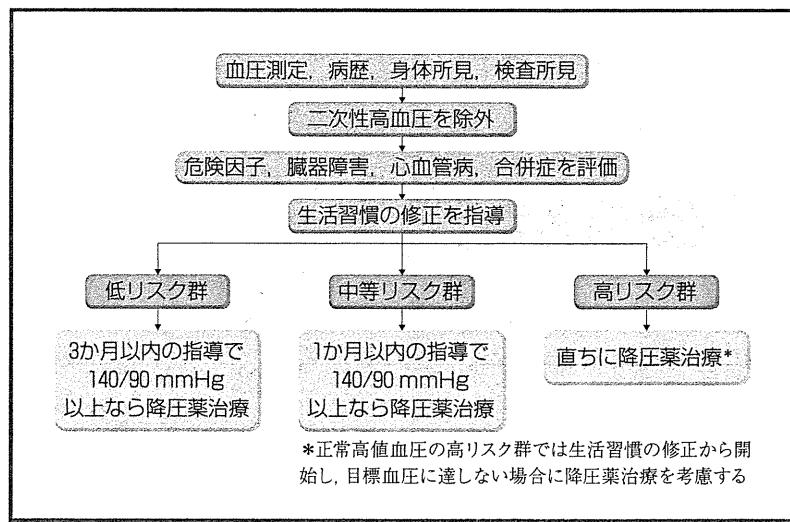 血圧測定，病歴，身体所見，検査所見
二次性高血圧を除外
危険因子，臓器障害，心血管病，合併症を評価
生活習慣の修正を指導
低リスク群
中等リスク群
高リスク群
3か月以内の指導で
140/90 mmHg
以上なら降圧薬治療
1か月以内の指導で
140/90 mmHg
以上なら降圧薬治療
直ちに降圧薬治療*
*正常高値血圧の高リスク群では生活習慣の修正から開
始し，目標血圧に達しない場合に降圧薬治療を考慮する